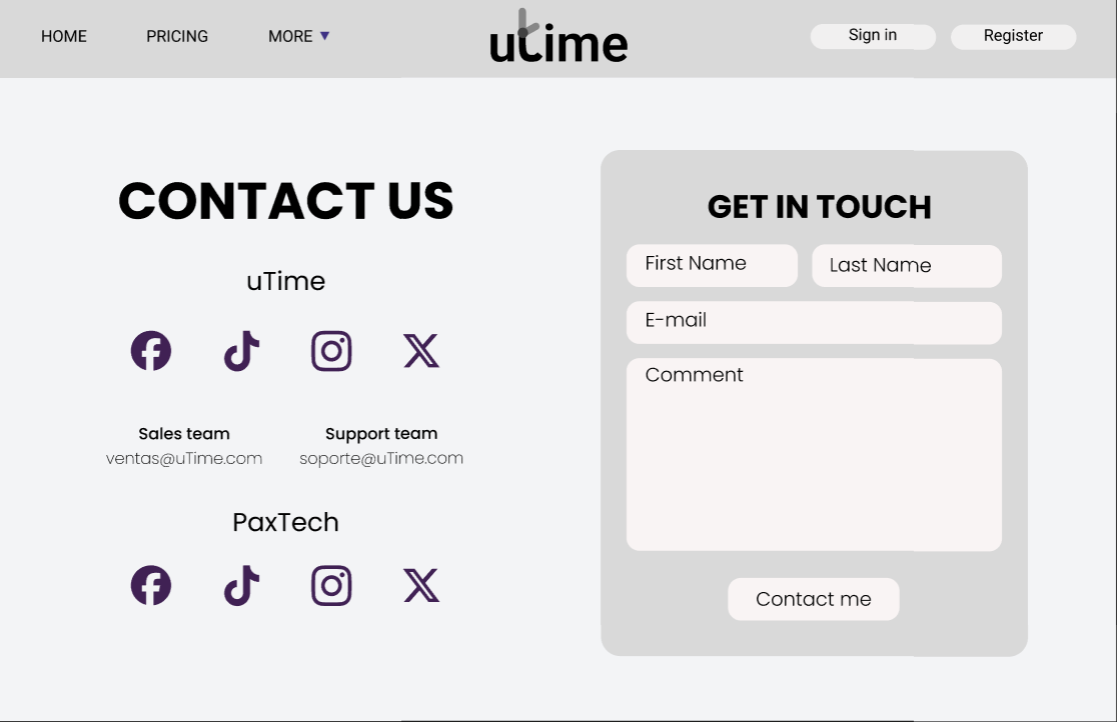 HOME PRICING MORE utime Sign in Register
CONTACT US
uTime
Sales team Support team
ventas@uTime.com soporte@uTime.com
PaxTech
GET IN TOUCH
First Name Last Name
E-mail
Comment
Contact me